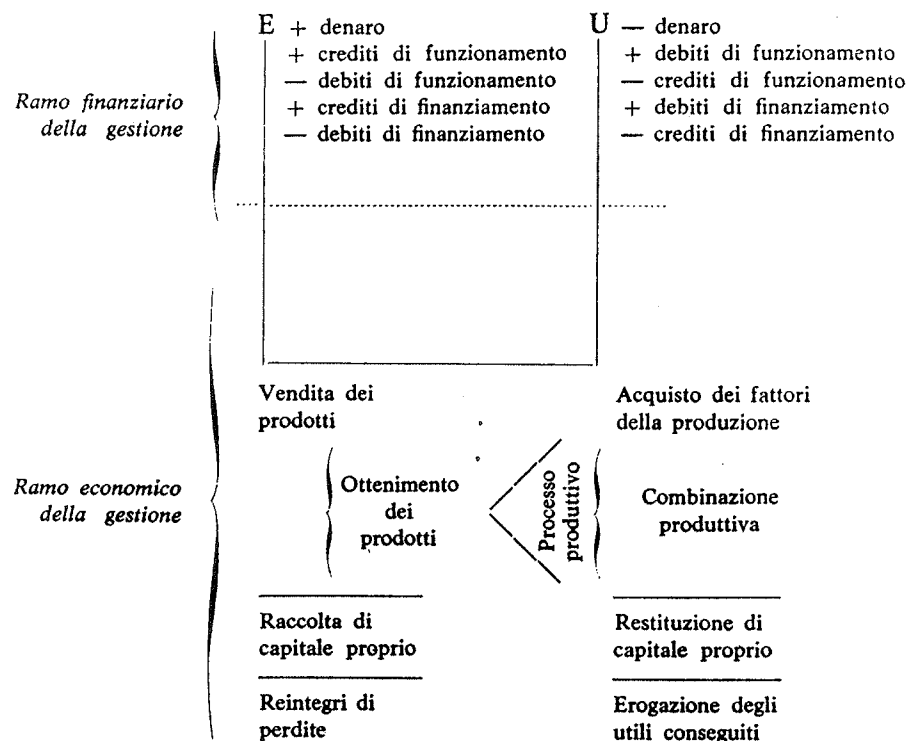 E + denaro
+ crediti di funzionamento
— debiti di funzionamento
+ crediti di finanziamento
— debiti di finanziamento
U — denaro
+ debiti di funzionamento
— crediti di funzionamento
+ debiti di finanziamento
— crediti di finanziamento
Ramo finanziario
della gestione
Ramo economico
della gestione
Vendita dei
prodotti
Acquisto dei fattori
della produzione
Ottenimento
dei
prodotti
Processo
produttivo
Combinazione
produttiva
Raccolta di
capitale proprio
Restituzione di
capitale proprio
Reintegri di
perdite
Erogazione degli
utili conseguiti